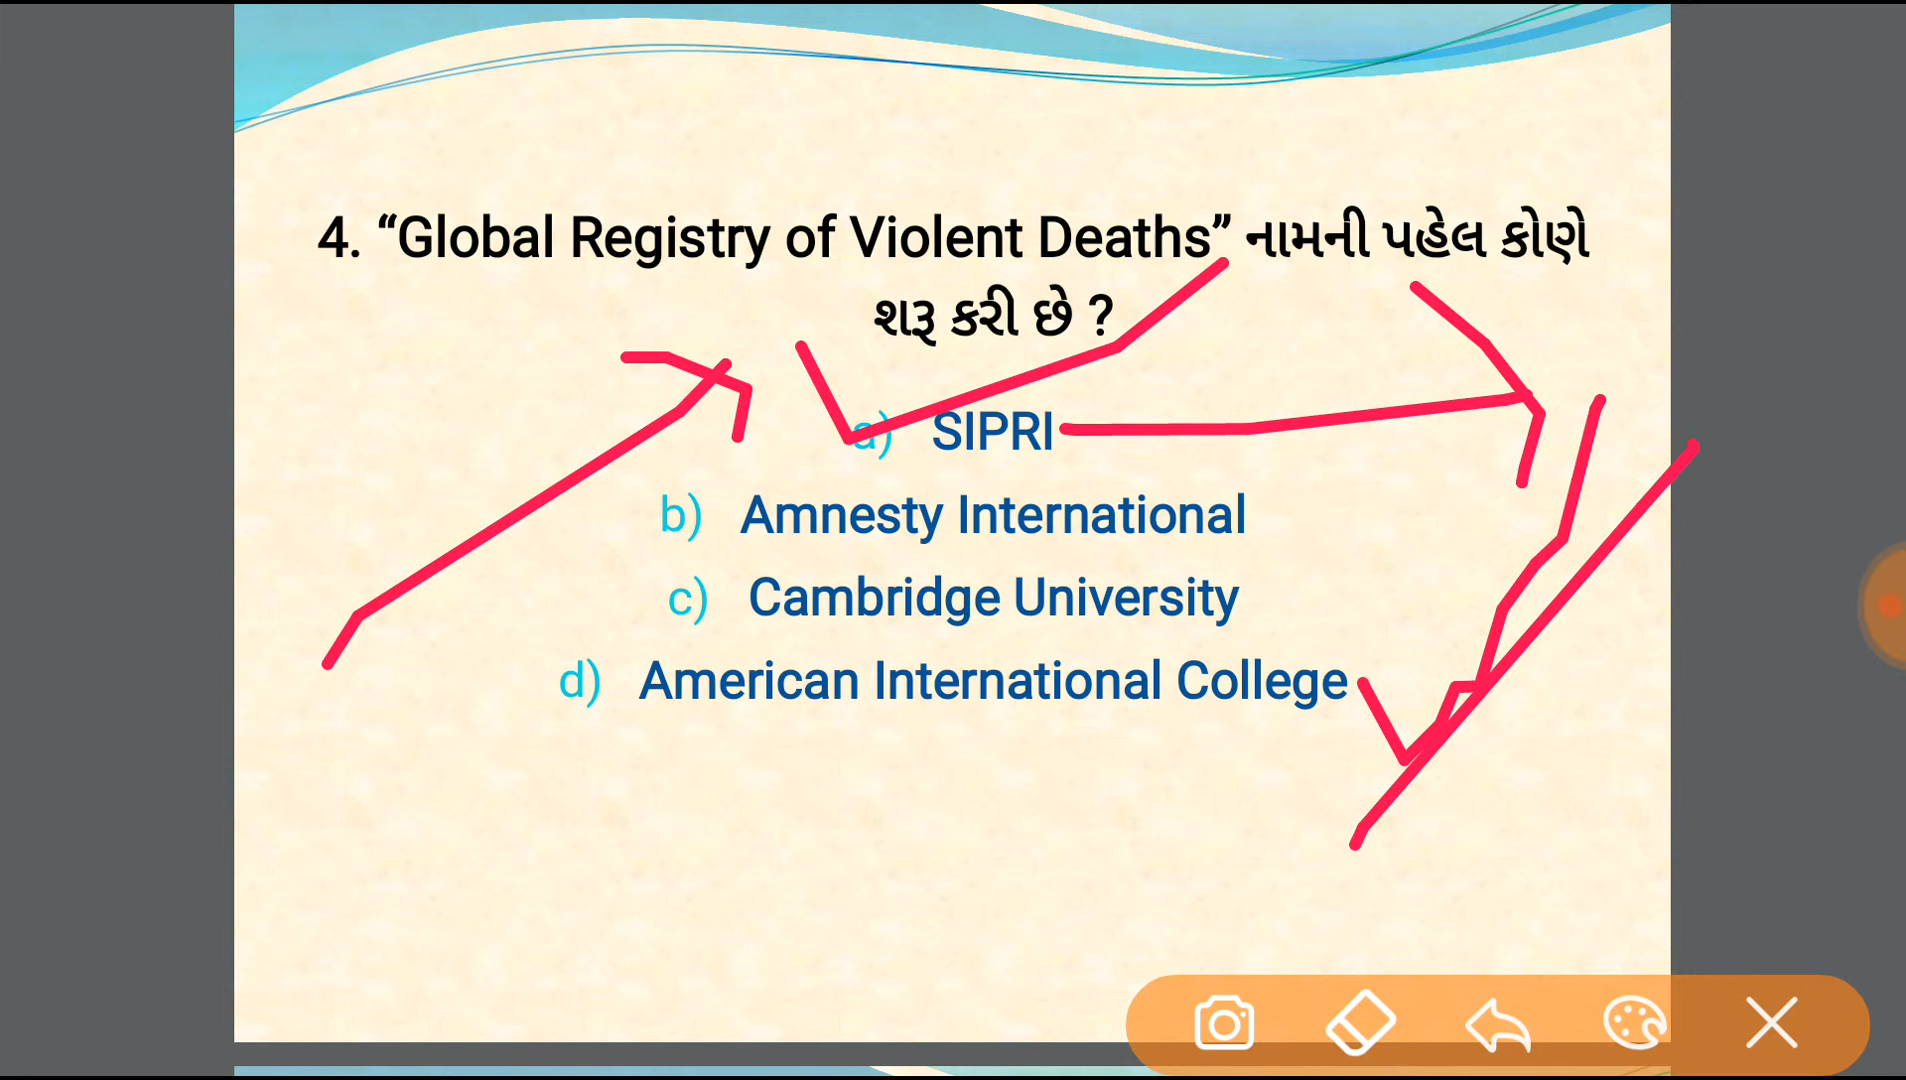 4. “Global Registry of Violent Deaths” નામની પહેલ કોણે
શરૂ કરી છે ?
a) SIPRI
b) Amnesty International
c) Cambridge University
d) American International College